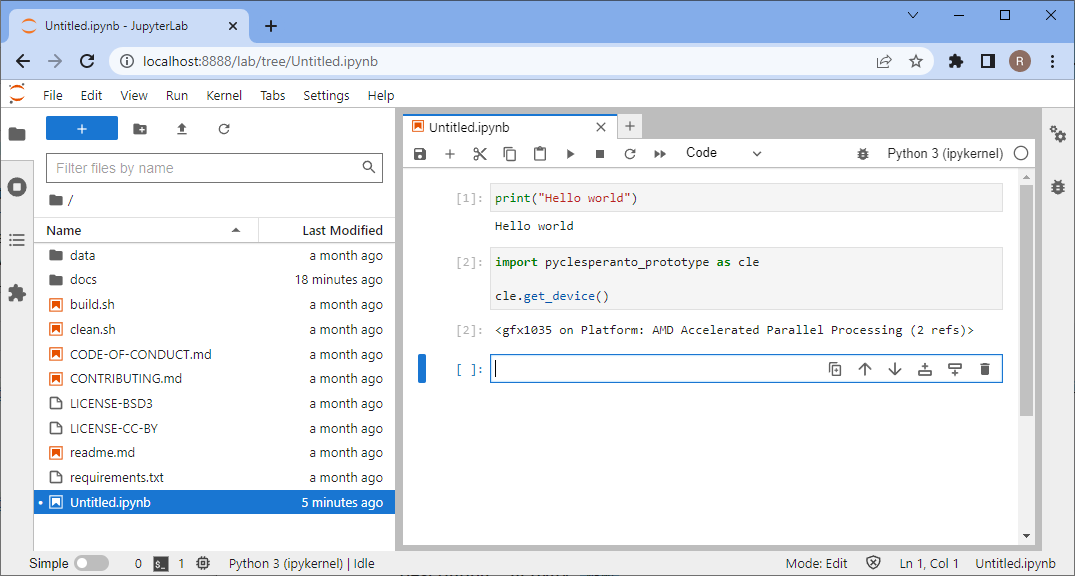 Untitled.ipynb - JupyterLab
localhost:8888/lab/tree/Untitled.ipynb
R
File Edit View Run Kernel Tabs Settings Help
Filter files by name
/
Name Last Modified
data a month ago
docs 18 minutes ago
build.sh a month ago
clean.sh a month ago
CODE-OF-CONDUCT.md a month ago
CONTRIBUTING.md a month ago
LICENSE-BSD3 a month ago
LICENSE-CC-BY a month ago
readme.md a month ago
requirements.txt a month ago
Untitled.ipynb 5 minutes ago
Untitled.ipynb
Code Python 3 (ipykernel)
[1]: print("Hello world")
Hello world
[2]: import pyclesperanto_prototype as cle
cle.get_device()
[2]: <gfx1035 on Platform: AMD Accelerated Parallel Processing (2 refs)>
[ ]:
Simple 0 $_ 1 Python 3 (ipykernel) | Idle Mode: Edit Ln 1, Col 1 Untitled.ipynb